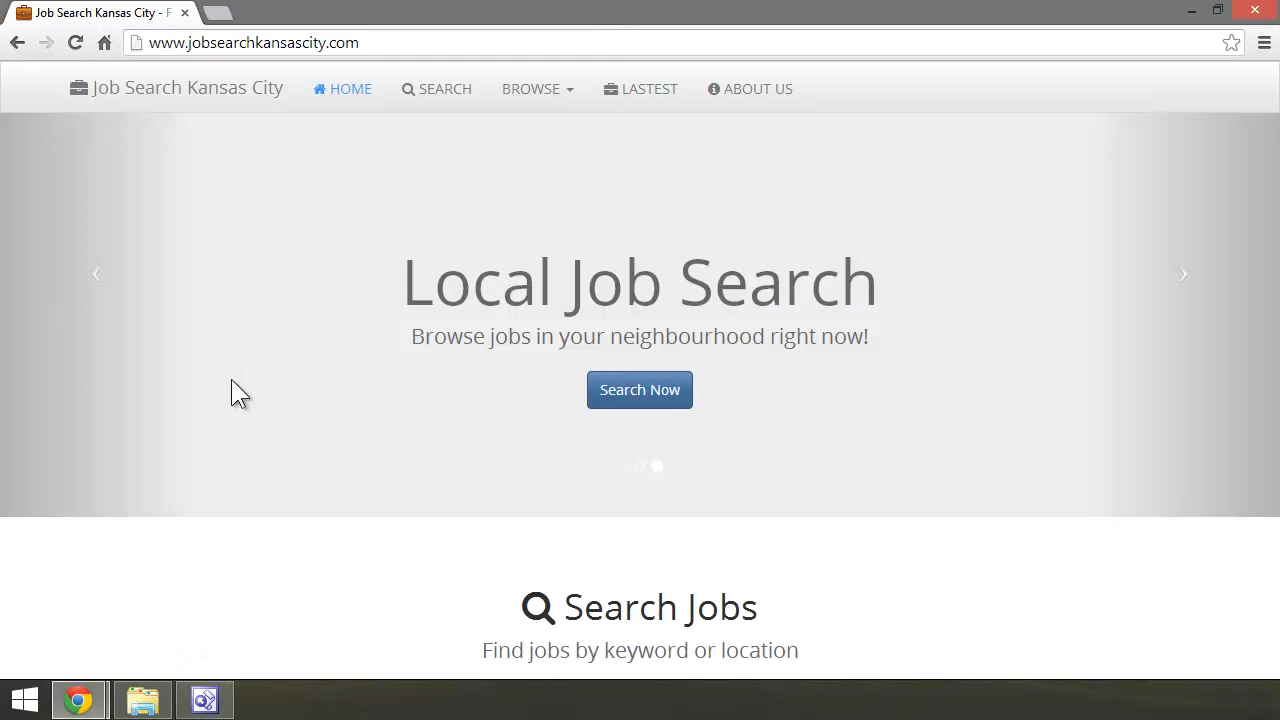 Job Search Kansas City - F
www.jobsearchkansascity.com
Job Search Kansas City HOME SEARCH BROWSE LASTEST ABOUT US
Local Job Search
Browse jobs in your neighbourhood right now!
Search Now
Search Jobs
Find jobs by keyword or location